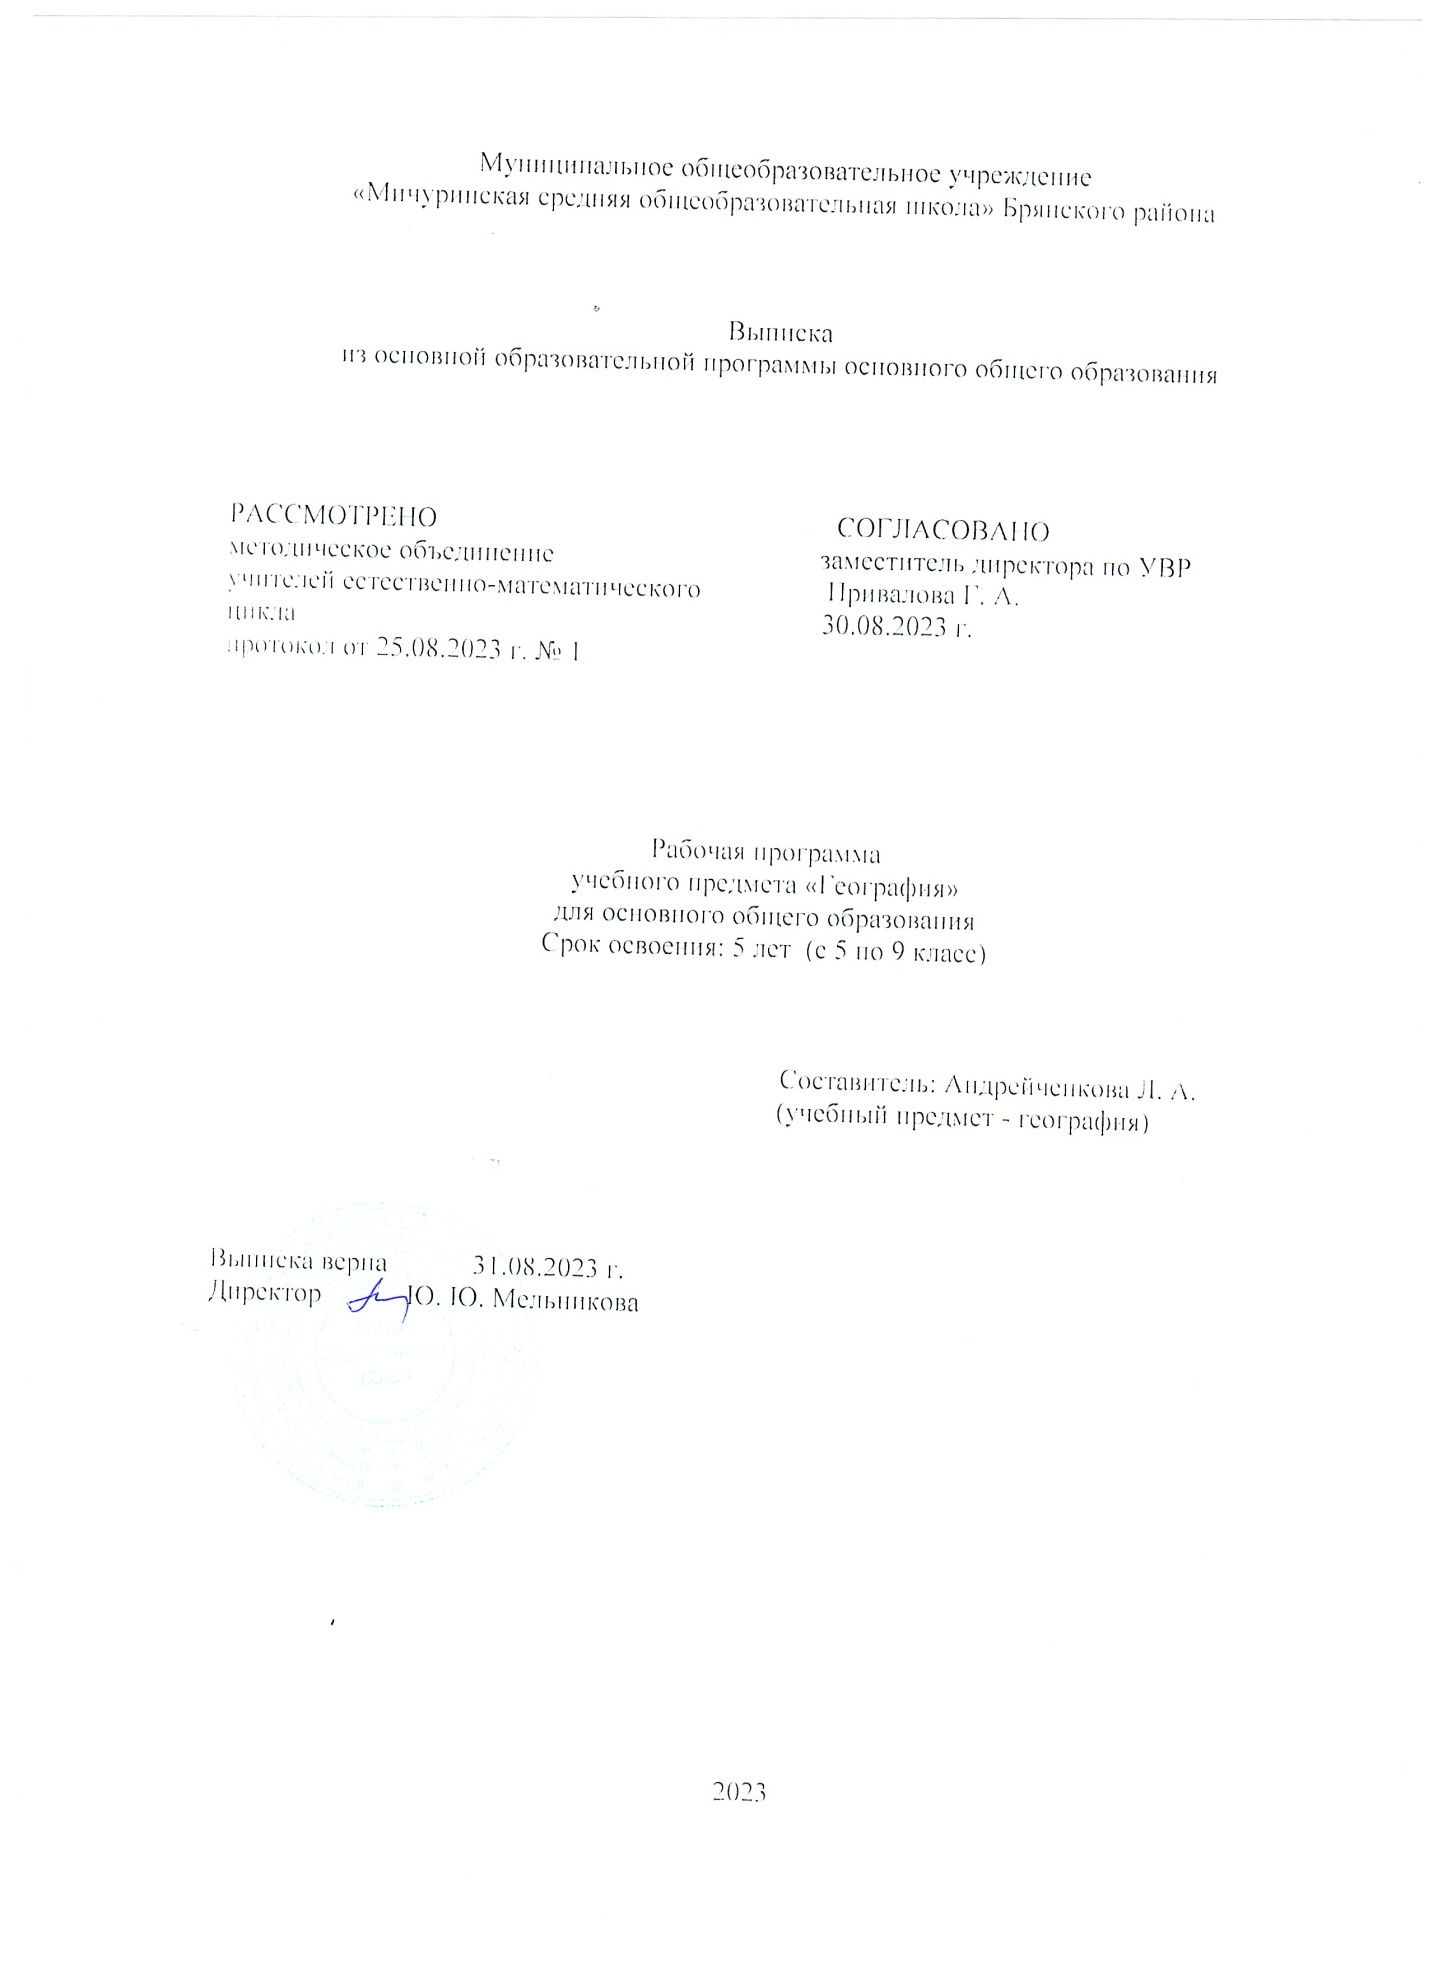 Муниципальное общеобразовательное учреждение
«Мичуринская средняя общеобразовательная школа» Брянского района
Выписка
из основной образовательной программы основного общего образования
РАССМОТРЕНО
методическое объединение
учителей естественно-математического
цикла
протокол от 25.08.2023 г. № 1
СОГЛАСОВАНО
заместитель директора по УВР
Привалова Г. А.
30.08.2023 г.
Рабочая программа
учебного предмета «География»
для основного общего образования
Срок освоения: 5 лет (с 5 по 9 класс)
Составитель: Андрейченкова Л. А.
(учебный предмет - география)
Выписка верна 31.08.2023 г.
Директор Ю. Ю. Мельникова
2023